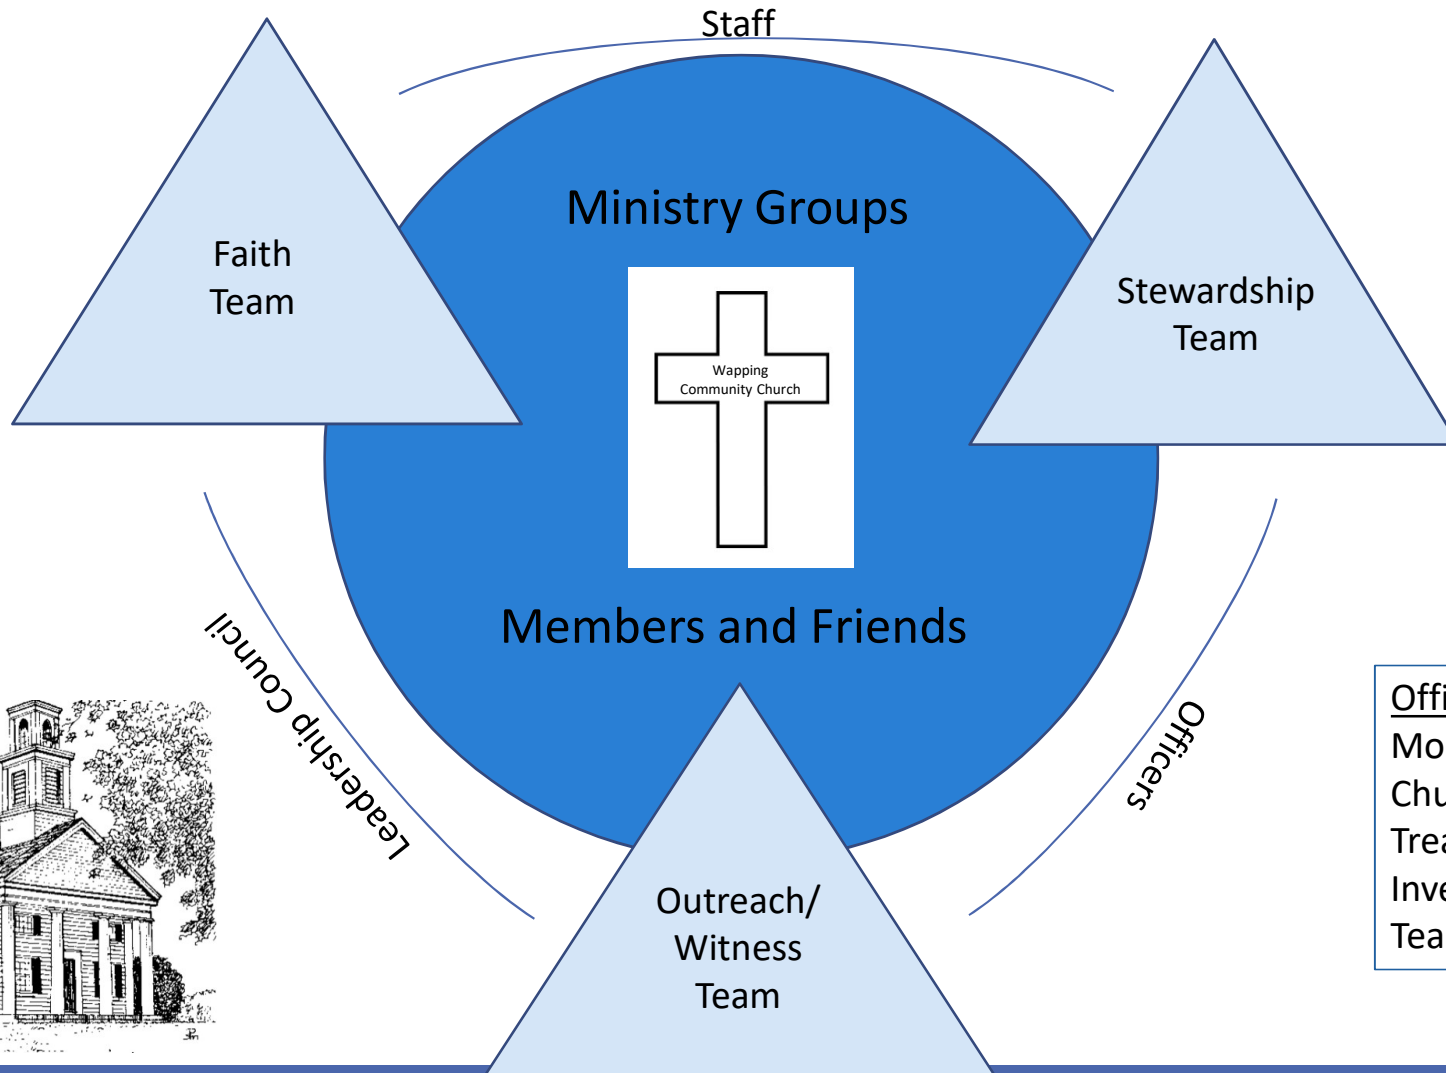 Staff
Ministry Groups
Faith
Team
Stewardship
Team
Wapping
Community Church
Members and Friends
Leadership Council
Officers
Outreach/
Witness
Team